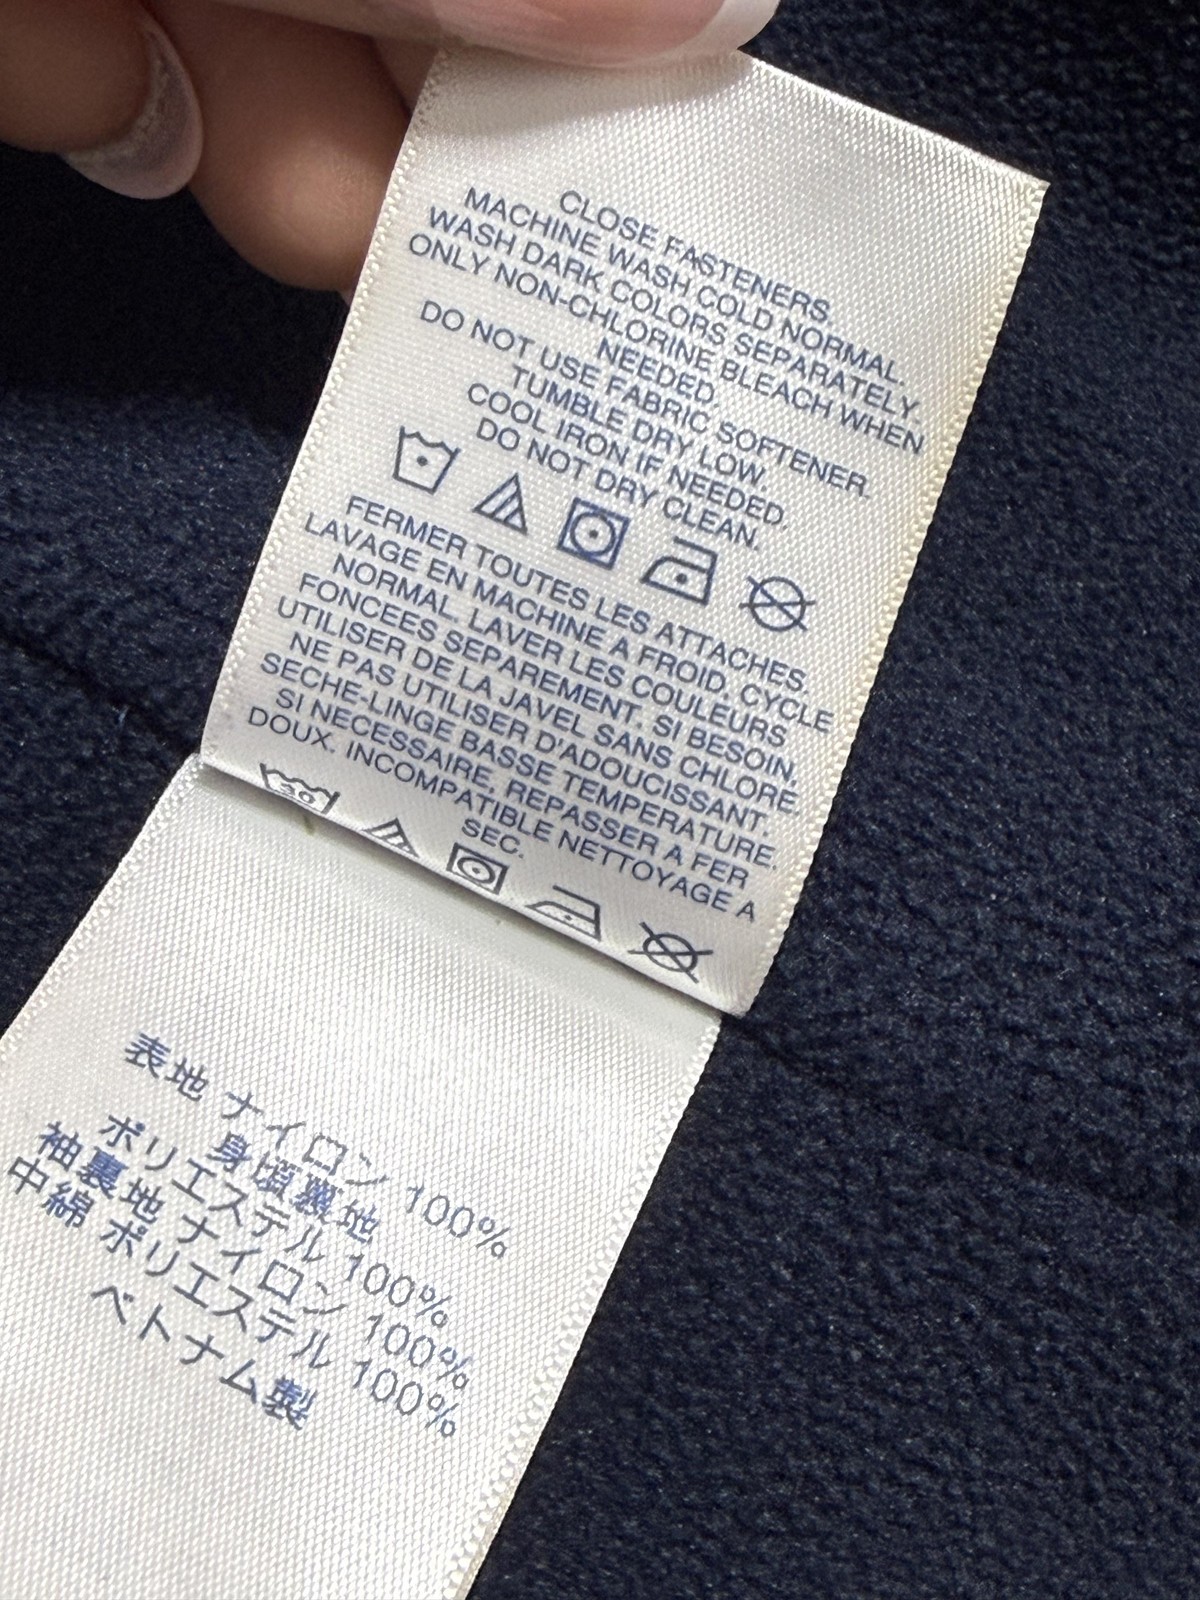 CLOSE FASTENERS.
MACHINE WASH COLD NORMAL.
WASH DARK COLORS SEPARATELY.
ONLY NON-CHLORINE BLEACH WHEN
NEEDED.
DO NOT USE FABRIC SOFTENER.
TUMBLE DRY LOW.
COOL IRON IF NEEDED.
DO NOT DRY CLEAN.
FERMER TOUTES LES ATTACHES.
LAVAGE EN MACHINE A FROID, CYCLE
NORMAL. LAVER LES COULEURS
FONCEES SEPAREMENT. SI BESOIN,
UTILISER DE LA JAVEL SANS CHLORE.
NE PAS UTILISER D'ADOUCISSANT.
SECHE-LINGE BASSE TEMPERATURE.
SI NECESSAIRE, REPASSER A FER
DOUX. INCOMPATIBLE NETTOYAGE A
SEC.
30
表地 ナイロン 100%
身頃裏地
ポリエステル 100%
袖裏地 ナイロン 100%
中綿 ポリエステル 100%
ベトナム製